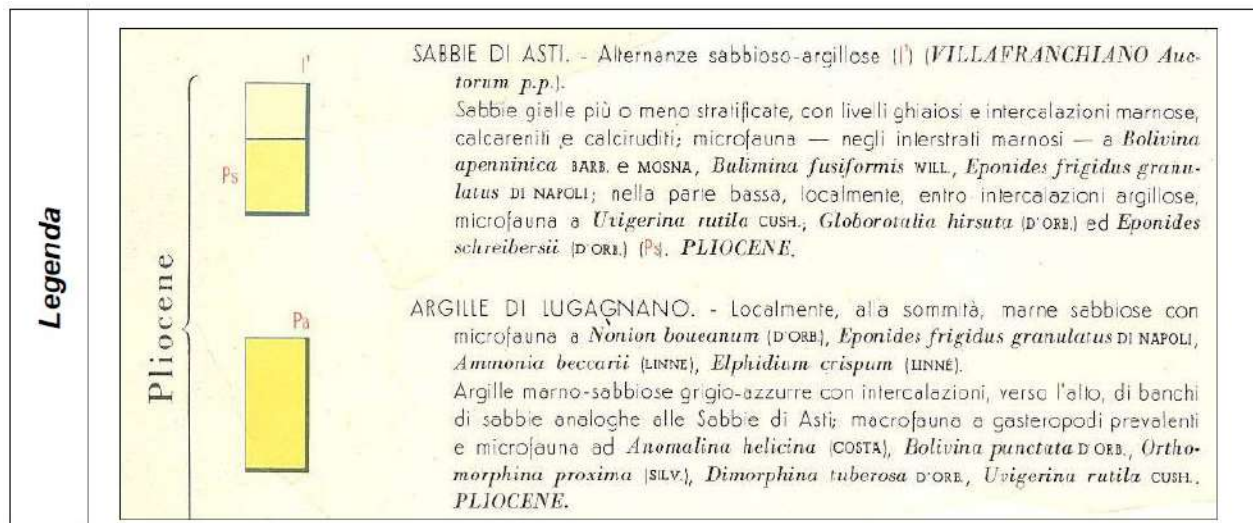 Legenda
Pliocene
l'
Ps
Pa
SABBIE DI ASTI. - Alternanze sabbioso-argillose (l') (VILLAFRANCHIANO Auc-
torum p.p.).
Sabbie gialle più o meno stratificate, con livelli ghiaiosi e intercalazioni marnose,
calcareniti e calciruditi; microfauna — negli interstrati marnosi — a Bolivina
apenninica BARB. e MOSNA, Bulimina fusiformis WILL., Eponides frigidus granu-
latus DI NAPOLI; nella parte bassa, localmente, entro intercalazioni argillose,
microfauna a Uvigerina rutila CUSH., Globorotalia hirsuta (D'ORB.) ed Eponides
schreibersii (D'ORB.) (Ps). PLIOCENE.
ARGILLE DI LUGAGNANO. - Localmente, alla sommità, marne sabbiose con
microfauna a Nonion boueanum (D'ORB.), Eponides frigidus granulatus DI NAPOLI,
Ammonia beccarii (LINNE), Elphidium crispum (LINNÉ).
Argille marno-sabbiose grigio-azzurre con intercalazioni, verso l'alto, di banchi
di sabbie analoghe alle Sabbie di Asti; macrofauna a gasteropodi prevalenti
e microfauna ad Anomalina helicina (COSTA), Bolivina punctata D'ORB., Ortho-
morphina proxima (SILV.), Dimorphina tuberosa D'ORB., Uvigerina rutila CUSH..
PLIOCENE.